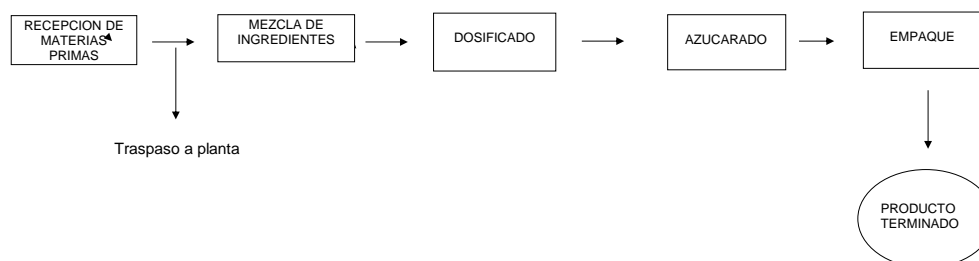 RECEPCION DE
MATERIAS
PRIMAS
MEZCLA DE
INGREDIENTES
DOSIFICADO
AZUCARADO
EMPAQUE
Traspaso a planta
PRODUCTO
TERMINADO